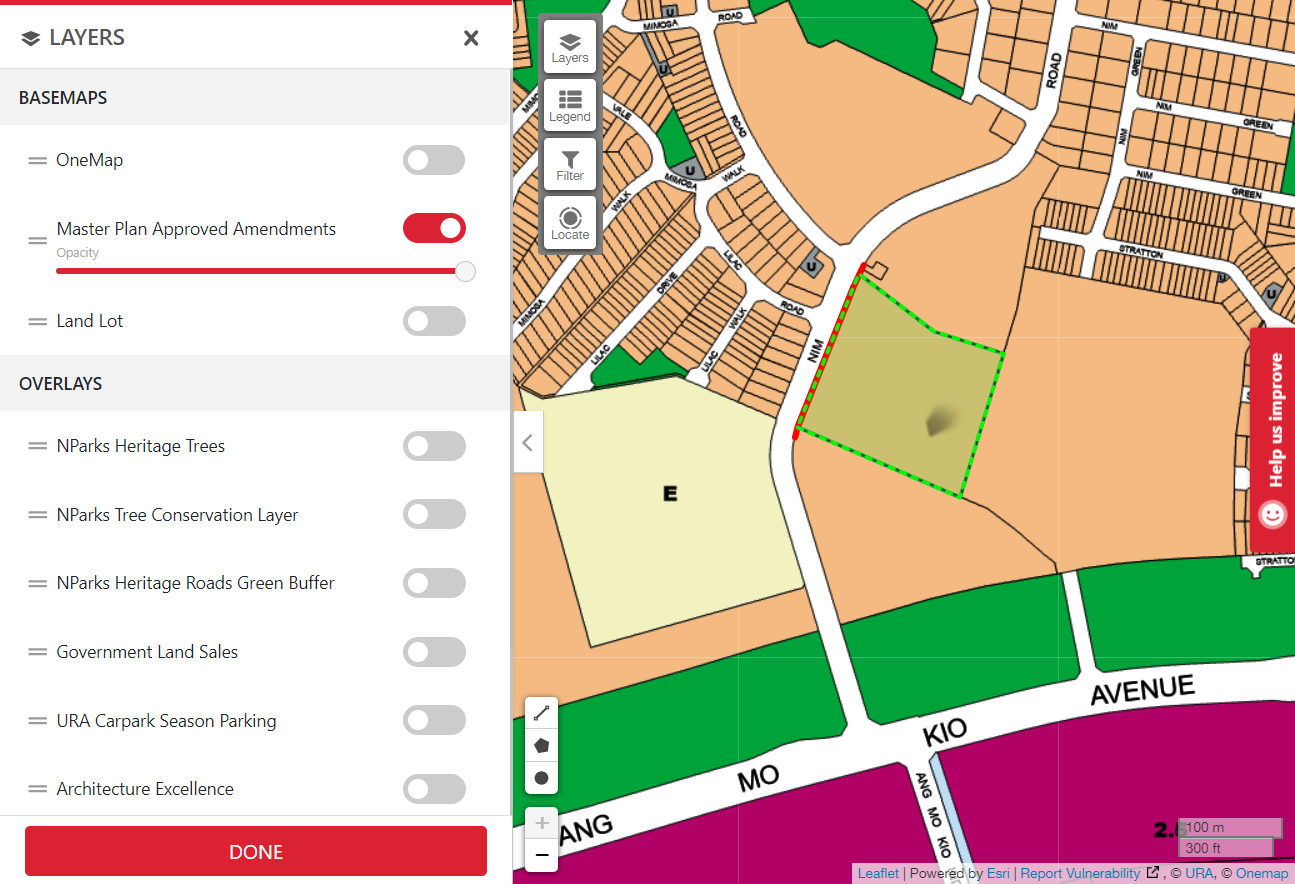 LAYERS
BASEMAPS
OneMap
Master Plan Approved Amendments
Opacity
Land Lot
OVERLAYS
NParks Heritage Trees
NParks Tree Conservation Layer
NParks Heritage Roads Green Buffer
Government Land Sales
URA Carpark Season Parking
Architecture Excellence
DONE
Layers
Legend
Filter
Locate
MIMOSA
ROAD
U
U
VALE
ROAD
U
MIMOSA
WALK
WALK
MIMOSA
LILAC
DRIVE
U
ROAD
WALK
LILAC
LILAC
NIM
ROAD
NIM
GREEN
NIM
GREEN
NIM
NIM
GREEN
STRATTON
U
U
E
Help us improve
STRATTO
AVENUE
KIO
MO
ANG
ANG MO KIO
+
−
2.5
100 m
300 ft
Leaflet | Powered by Esri | Report Vulnerability , © URA, © Onemap